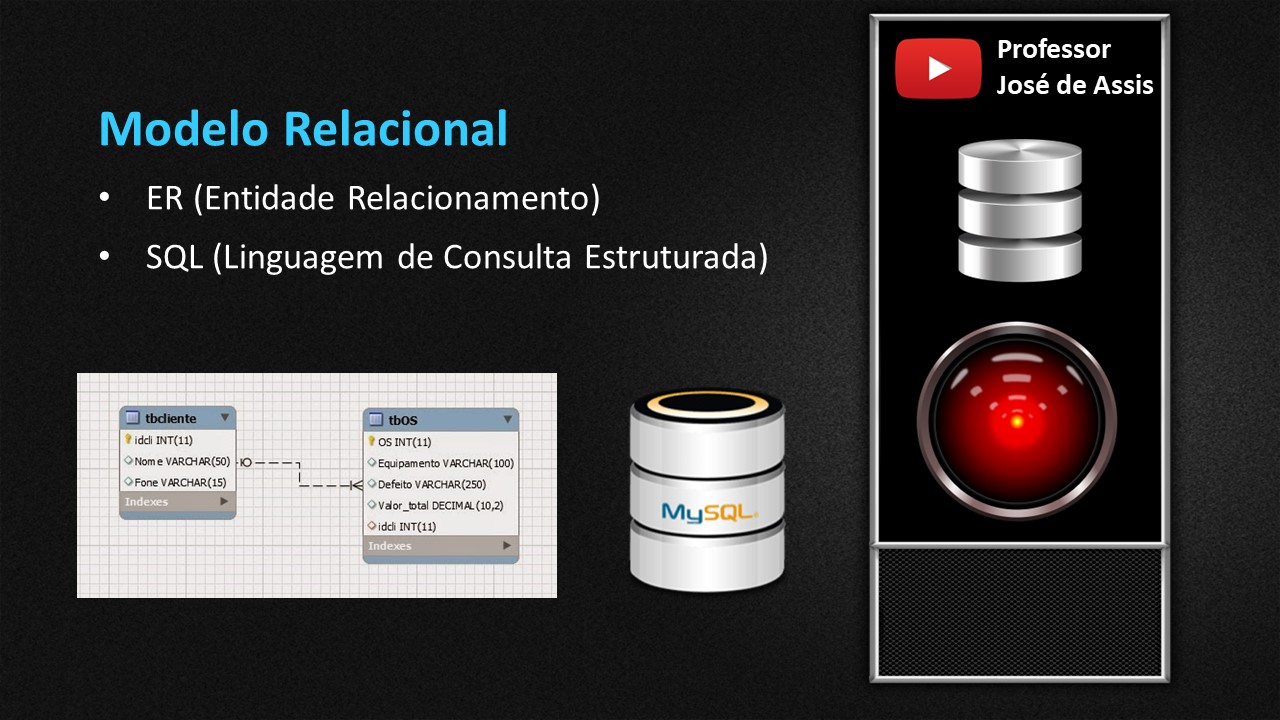 Professor
José de Assis
Modelo Relacional
• ER (Entidade Relacionamento)
• SQL (Linguagem de Consulta Estruturada)
tbcliente
idcli INT(11)
Nome VARCHAR(50)
Fone VARCHAR(15)
Indexes
tbOS
OS INT(11)
Equipamento VARCHAR(100)
Defeito VARCHAR(250)
Valor_total DECIMAL(10,2)
idcli INT(11)
Indexes
MySQL